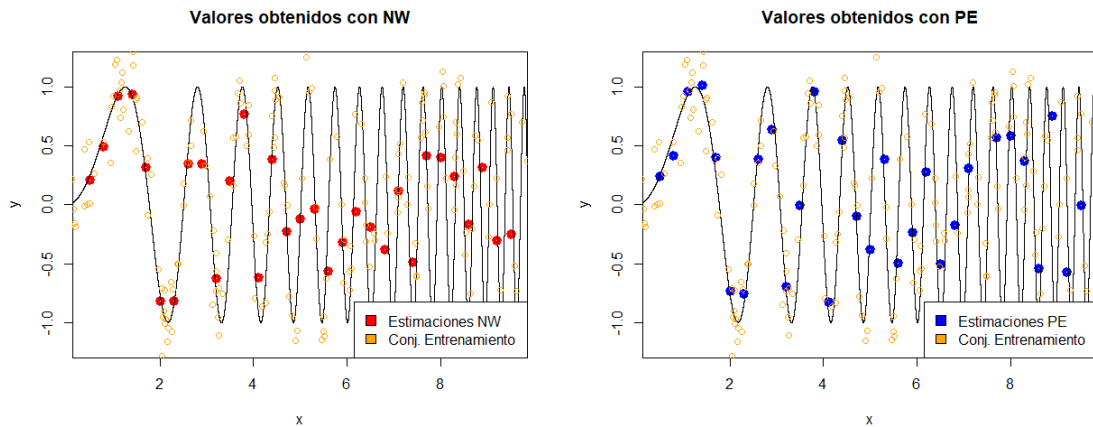 Valores obtenidos con NW
y
1.0
0.5
0.0
-0.5
-1.0
Estimaciones NW
Conj. Entrenamiento
2 4 6 8
x
Valores obtenidos con PE
y
1.0
0.5
0.0
-0.5
-1.0
Estimaciones PE
Conj. Entrenamiento
2 4 6 8
x